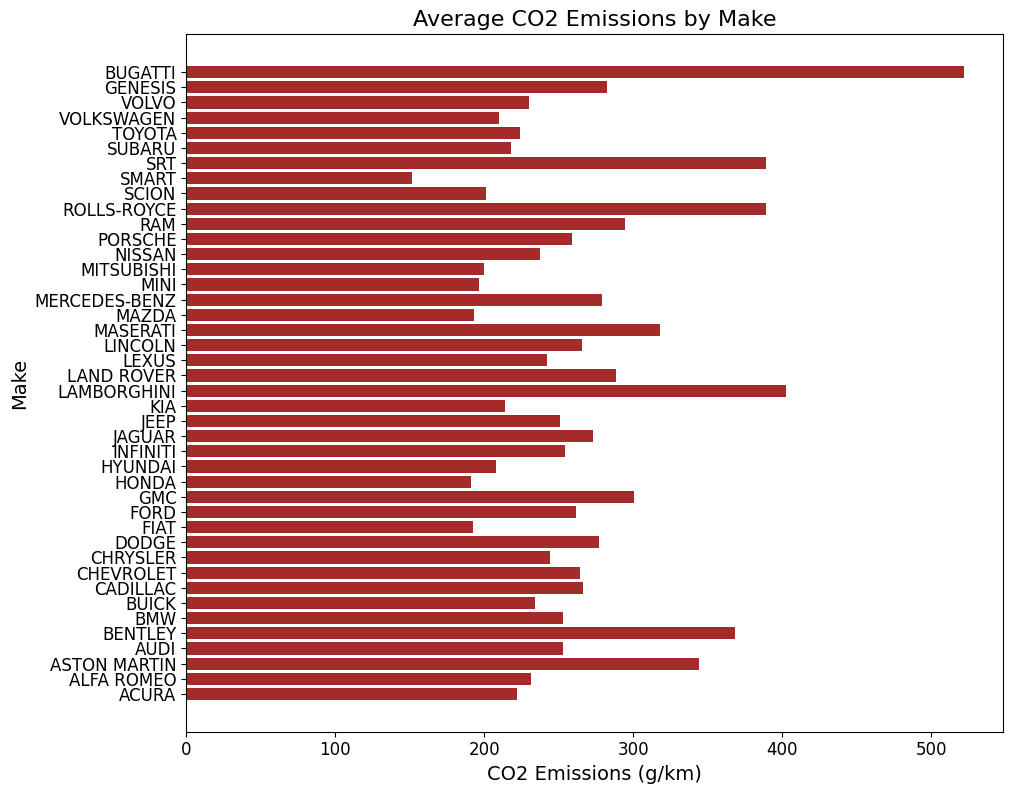 Average CO2 Emissions by Make
BUGATTI
GENESIS
VOLVO
VOLKSWAGEN
TOYOTA
SUBARU
SRT
SMART
SCION
ROLLS-ROYCE
RAM
PORSCHE
NISSAN
MITSUBISHI
MINI
MERCEDES-BENZ
MAZDA
MASERATI
LINCOLN
LEXUS
LAND ROVER
LAMBORGHINI
KIA
JEEP
JAGUAR
INFINITI
HYUNDAI
HONDA
GMC
FORD
FIAT
DODGE
CHRYSLER
CHEVROLET
CADILLAC
BUICK
BMW
BENTLEY
AUDI
ASTON MARTIN
ALFA ROMEO
ACURA
Make
0 100 200 300 400 500
CO2 Emissions (g/km)